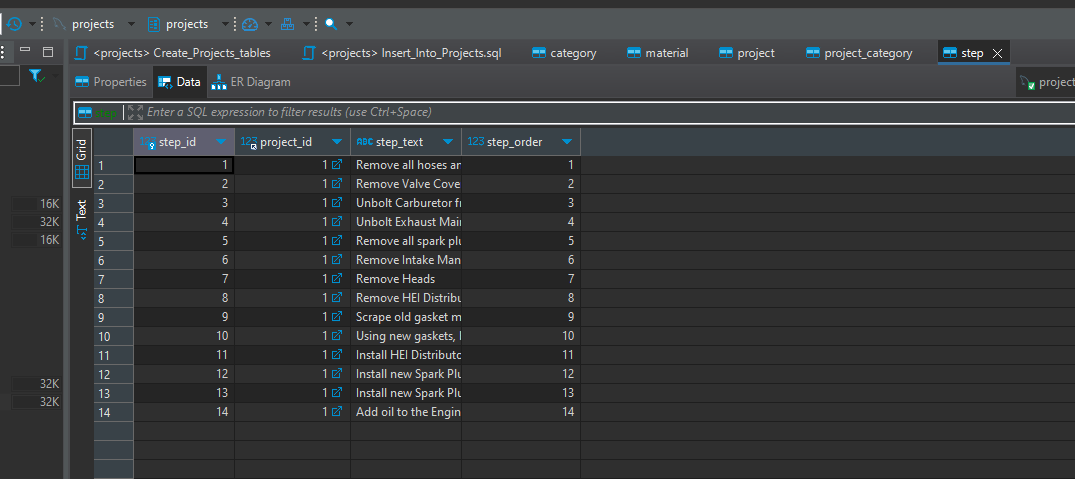 projects projects
<projects> Create_Projects_tables <projects> Insert_Into_Projects.sql category material project project_category step
Properties Data ER Diagram project
step Enter a SQL expression to filter results (use Ctrl+Space)
Grid
Text
16K
32K
16K
32K
32K
123 step_id 123 project_id ABC step_text 123 step_order
1 1 1 Remove all hoses an 1
2 2 1 Remove Valve Cove 2
3 3 1 Unbolt Carburetor fr 3
4 4 1 Unbolt Exhaust Mai 4
5 5 1 Remove all spark plu 5
6 6 1 Remove Intake Man 6
7 7 1 Remove Heads 7
8 8 1 Remove HEI Distribu 8
9 9 1 Scrape old gasket m 9
10 10 1 Using new gaskets, 10
11 11 1 Install HEI Distributo 11
12 12 1 Install new Spark Plu 12
13 13 1 Install new Spark Plu 13
14 14 1 Add oil to the Engin 14